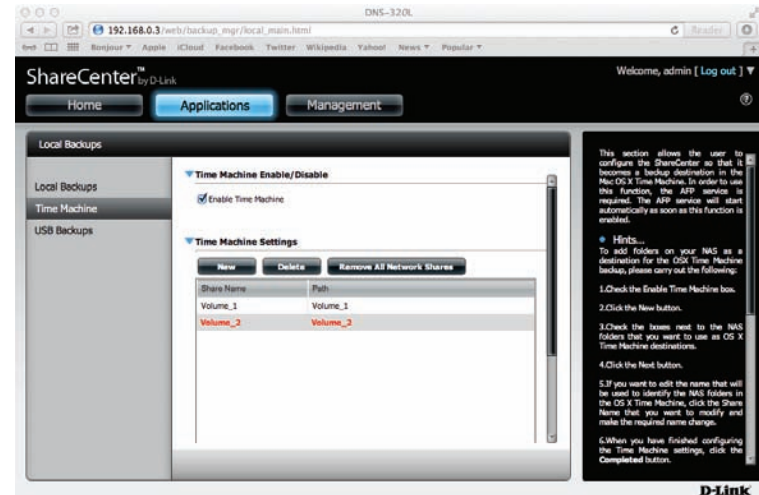 DNS-320L
192.168.0.3/web/backup_mgr/local_main.html
Reader
Bonjour Apple iCloud Facebook Twitter Wikipedia Yahoo! News Popular
ShareCenter™ by D-Link
Welcome, admin [ Log out ]
Home
Applications
Management
Local Backups
Local Backups
Time Machine
USB Backups
Time Machine Enable/Disable
Enable Time Machine
Time Machine Settings
New
Delete
Remove All Network Shares
Share Name Path
Volume_1 Volume_1
Volume_2 Volume_2
This section allows the user to
configure the ShareCenter so that it
becomes a backup destination in the
Mac OS X Time Machine. In order to use
this function, the AFP service is
required. The AFP service will start
automatically as soon as this function is
enabled.
Hints...
To add folders on your NAS as a
destination for the OSX Time Machine
backup, please carry out the following:
1.Check the Enable Time Machine box.
2.Click the New button.
3.Check the boxes next to the NAS
folders that you want to use as OS X
Time Machine destinations.
4.Click the Next button.
5.If you want to edit the name that will
be used to identify the NAS folders in
the OS X Time Machine, click the Share
Name that you want to modify and
make the required name change.
6.When you have finished configuring
the Time Machine settings, click the
Completed button.
D-Link